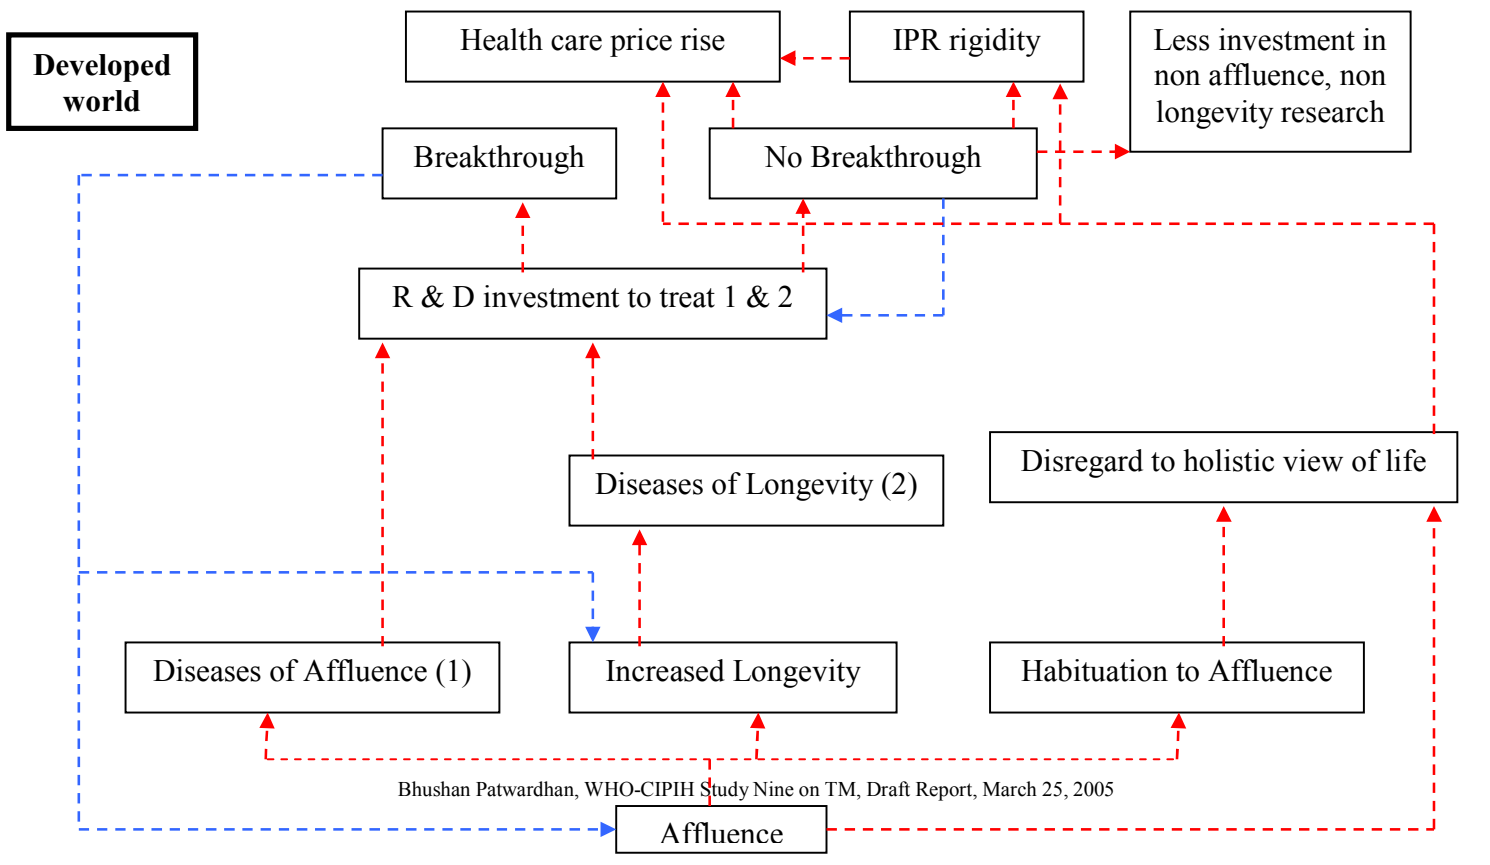 Developed
world
Health care price rise
IPR rigidity
Less investment in
non affluence, non
longevity research
Breakthrough
No Breakthrough
R & D investment to treat 1 & 2
Disregard to holistic view of life
Diseases of Longevity (2)
Diseases of Affluence (1)
Increased Longevity
Habituation to Affluence
Bhushan Patwardhan, WHO-CIPIH Study Nine on TM, Draft Report, March 25, 2005
Affluence